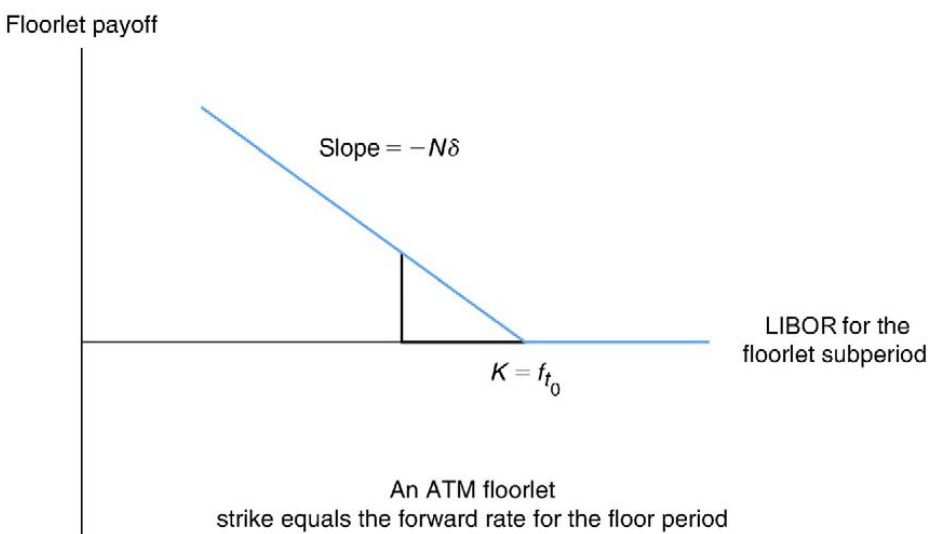 Floorlet payoff
Slope = −Nδ
LIBOR for the
floorlet subperiod
K = f_{t_0}
An ATM floorlet
strike equals the forward rate for the floor period